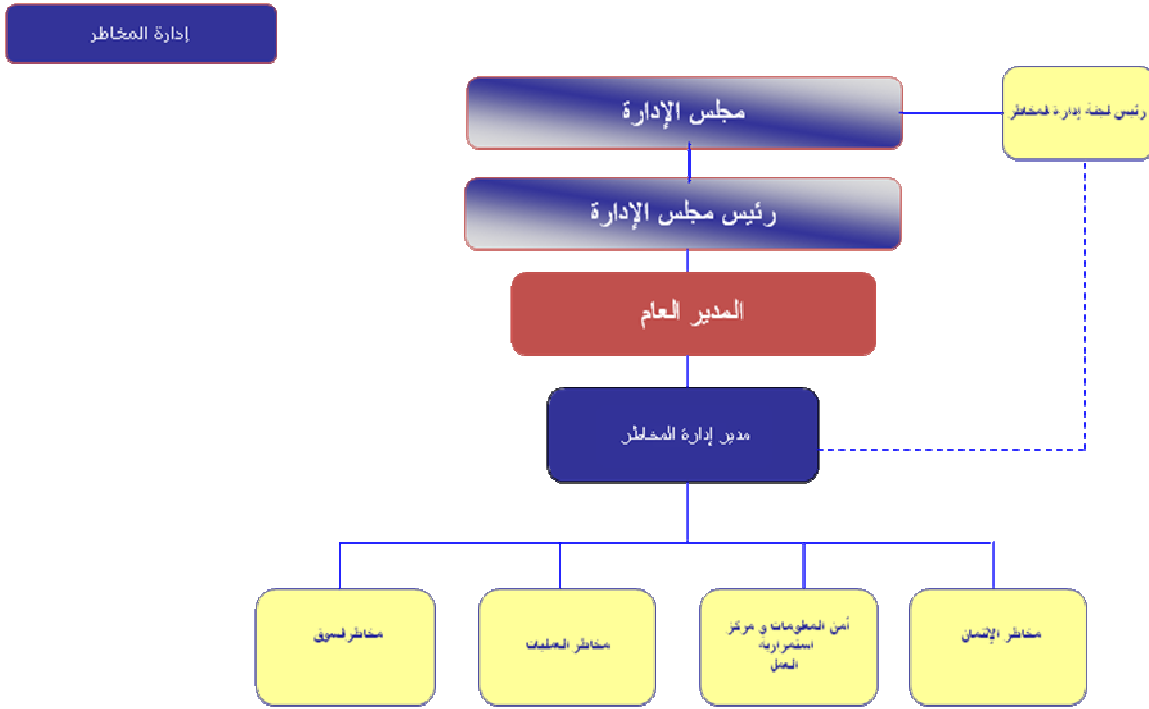 إدارة المخاطر
مجلس الإدارة
رئيس لجنة إدارة المخاطر
رئيس مجلس الإدارة
المدير العام
مدير إدارة المخاطر
مخاطر الإئتمان
أمن المعلومات و مركز
استمرارية
العمل
مخاطر العمليات
مخاطر السوق